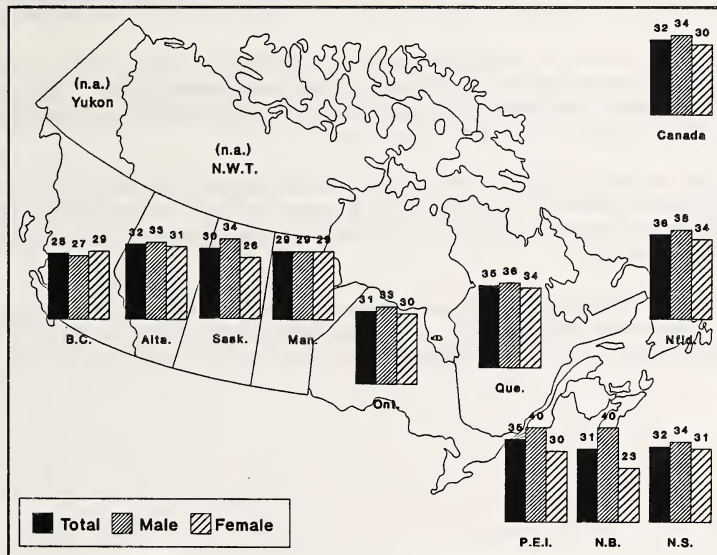 32 34 30
Canada
(n.a.)
Yukon
(n.a.)
N.W.T.
36 38 34
Nfld.
28 27 29
B.C.
32 33 31
Alta.
30 34 26
Sask.
29 29 29
Man.
31 33 30
Ont.
35 36 34
Que.
35 40 30
P.E.I.
31 40 23
N.B.
32 34 31
N.S.
Total Male Female